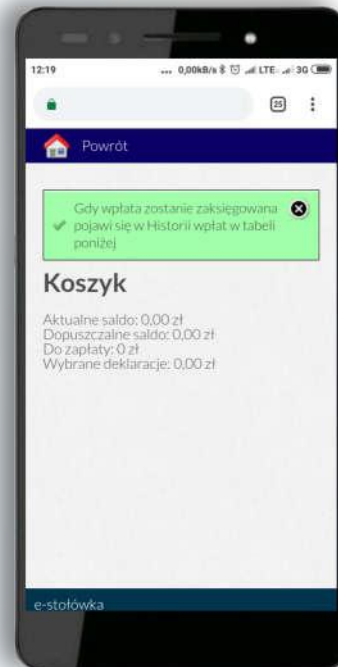 12:19 ... 0,00kB/s LTE 3G
25
Powrót
Gdy wpłata zostanie zaksięgowana
pojawi się w Historii wpłat w tabeli
poniżej
Koszyk
Aktualne saldo: 0,00 zł
Dopuszczalne saldo: 0,00 zł
Do zapłaty: 0 zł
Wybrane deklaracje: 0,00 zł
e-stołówka